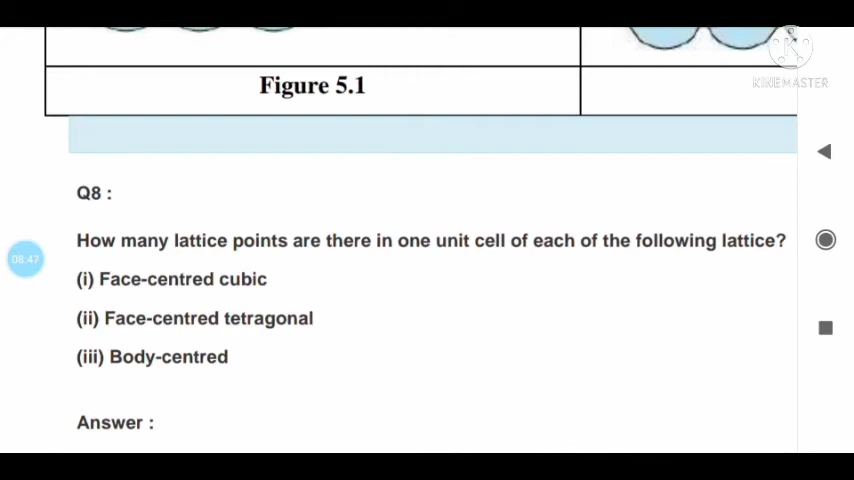 Figure 5.1
KINEMASTER
Q8 :
How many lattice points are there in one unit cell of each of the following lattice?
08:47
(i) Face-centred cubic
(ii) Face-centred tetragonal
(iii) Body-centred
Answer :